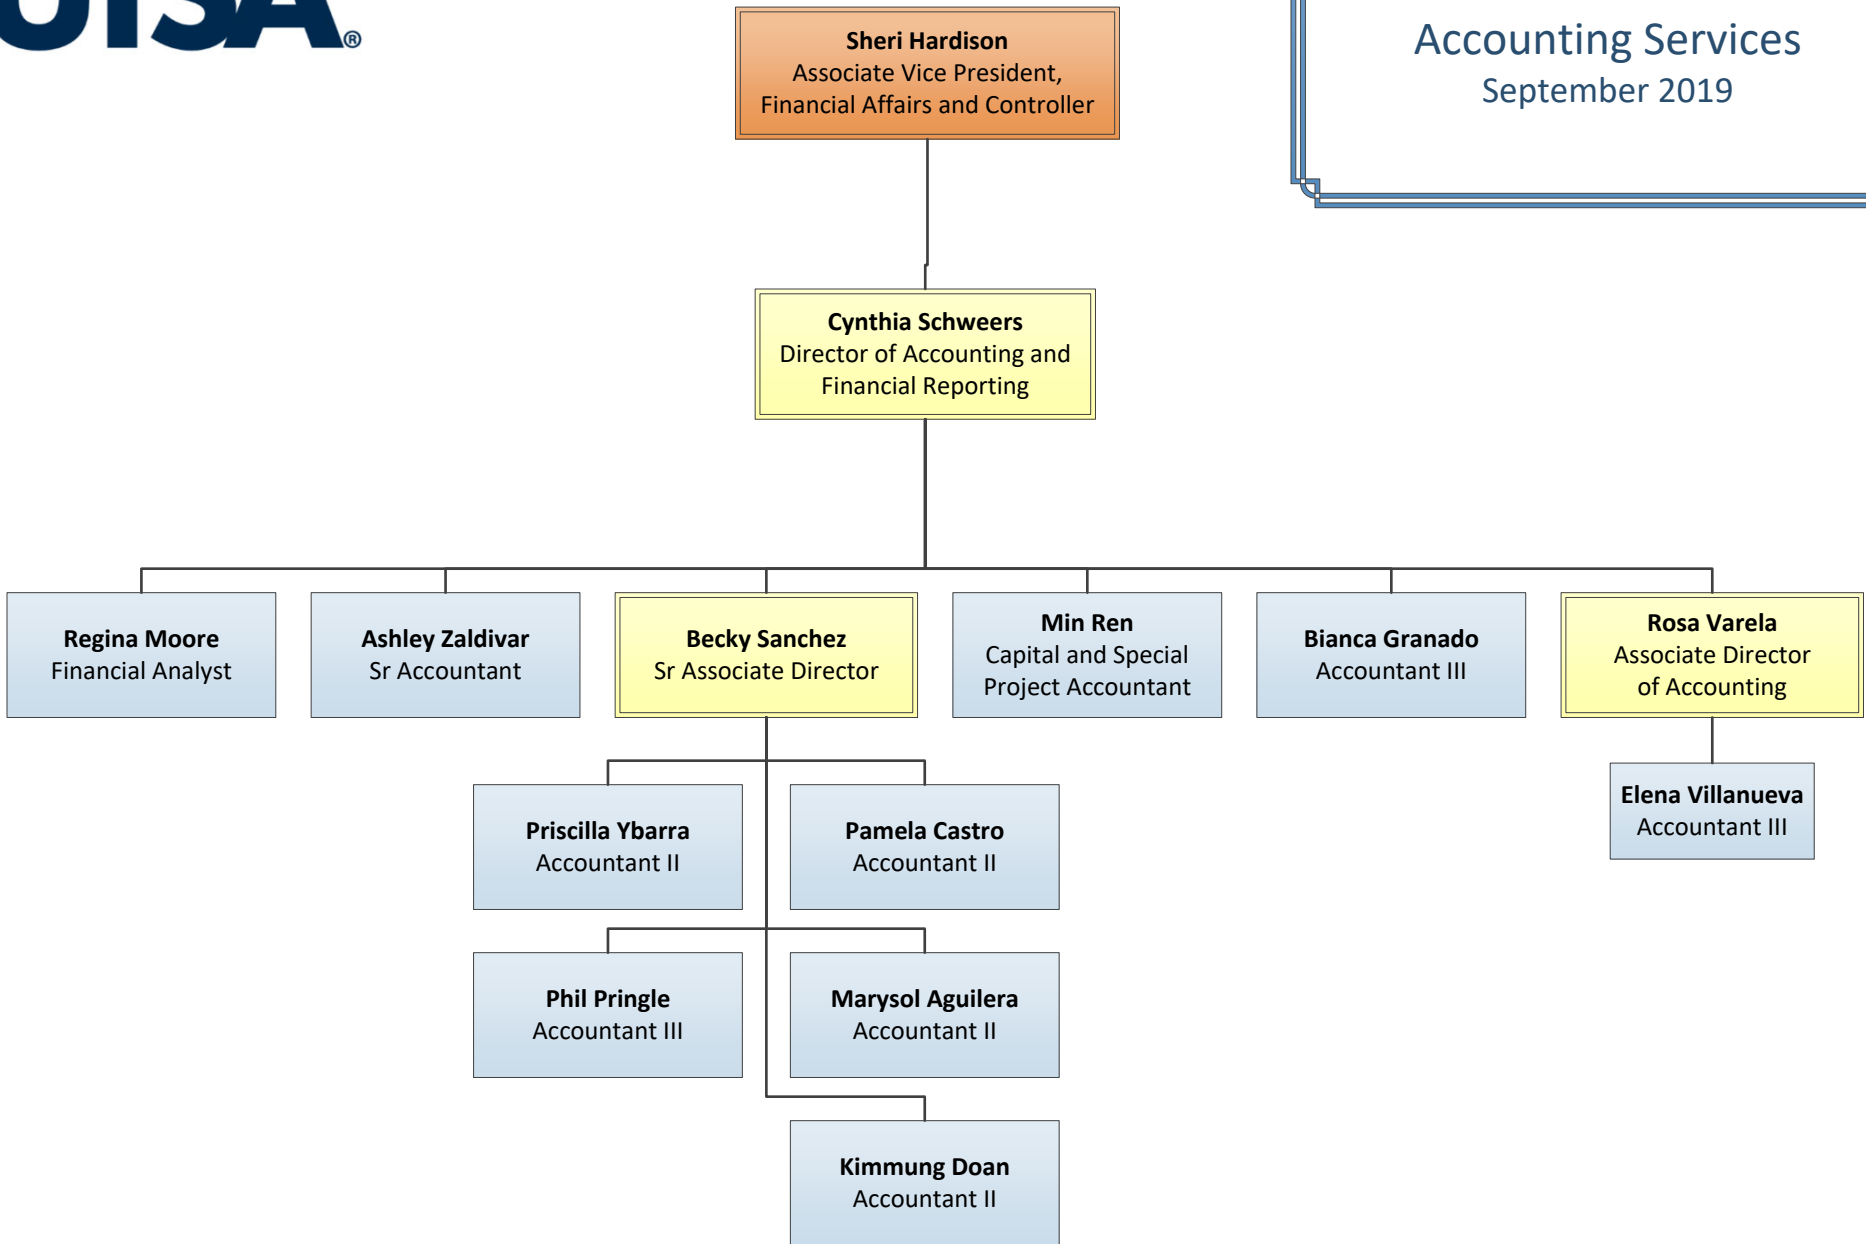 UTSA®
Accounting Services
September 2019
Sheri Hardison
Associate Vice President,
Financial Affairs and Controller
Cynthia Schweers
Director of Accounting and
Financial Reporting
Regina Moore
Financial Analyst
Ashley Zaldivar
Sr Accountant
Becky Sanchez
Sr Associate Director
Min Ren
Capital and Special
Project Accountant
Bianca Granado
Accountant III
Rosa Varela
Associate Director
of Accounting
Priscilla Ybarra
Accountant II
Pamela Castro
Accountant II
Elena Villanueva
Accountant III
Phil Pringle
Accountant III
Marysol Aguilera
Accountant II
Kimmung Doan
Accountant II